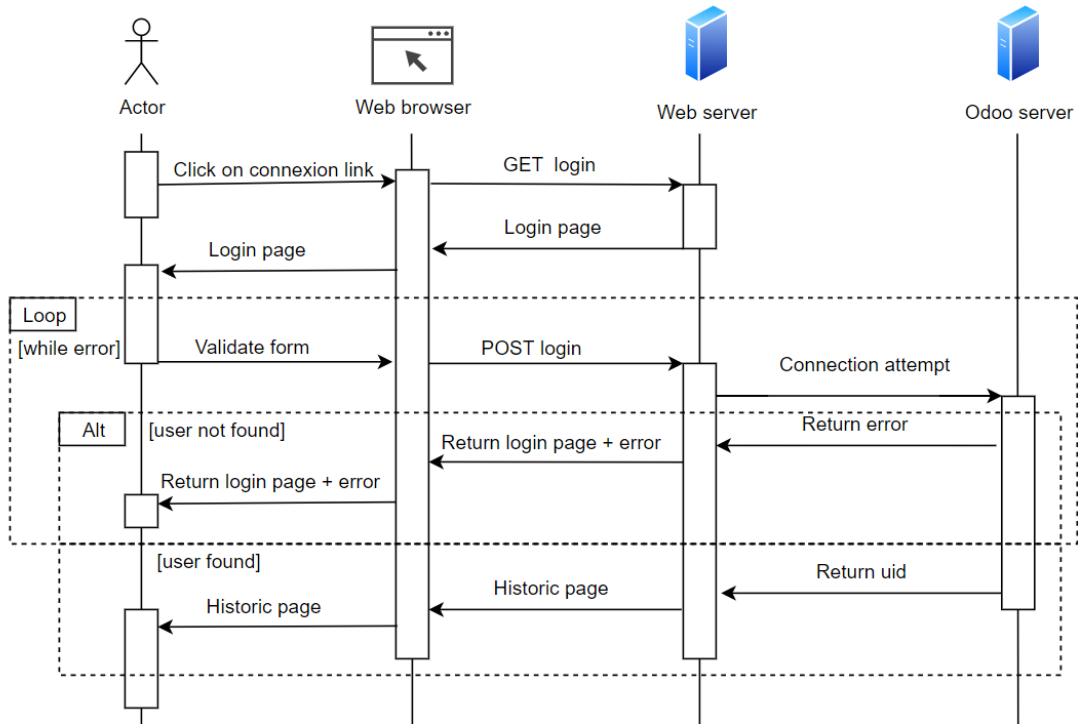 Actor
Web browser
Web server
Odoo server
Click on connexion link
GET login
Login page
Login page
Loop
[while error]
Validate form
POST login
Connection attempt
Alt
[user not found]
Return error
Return login page + error
Return login page + error
[user found]
Return uid
Historic page
Historic page